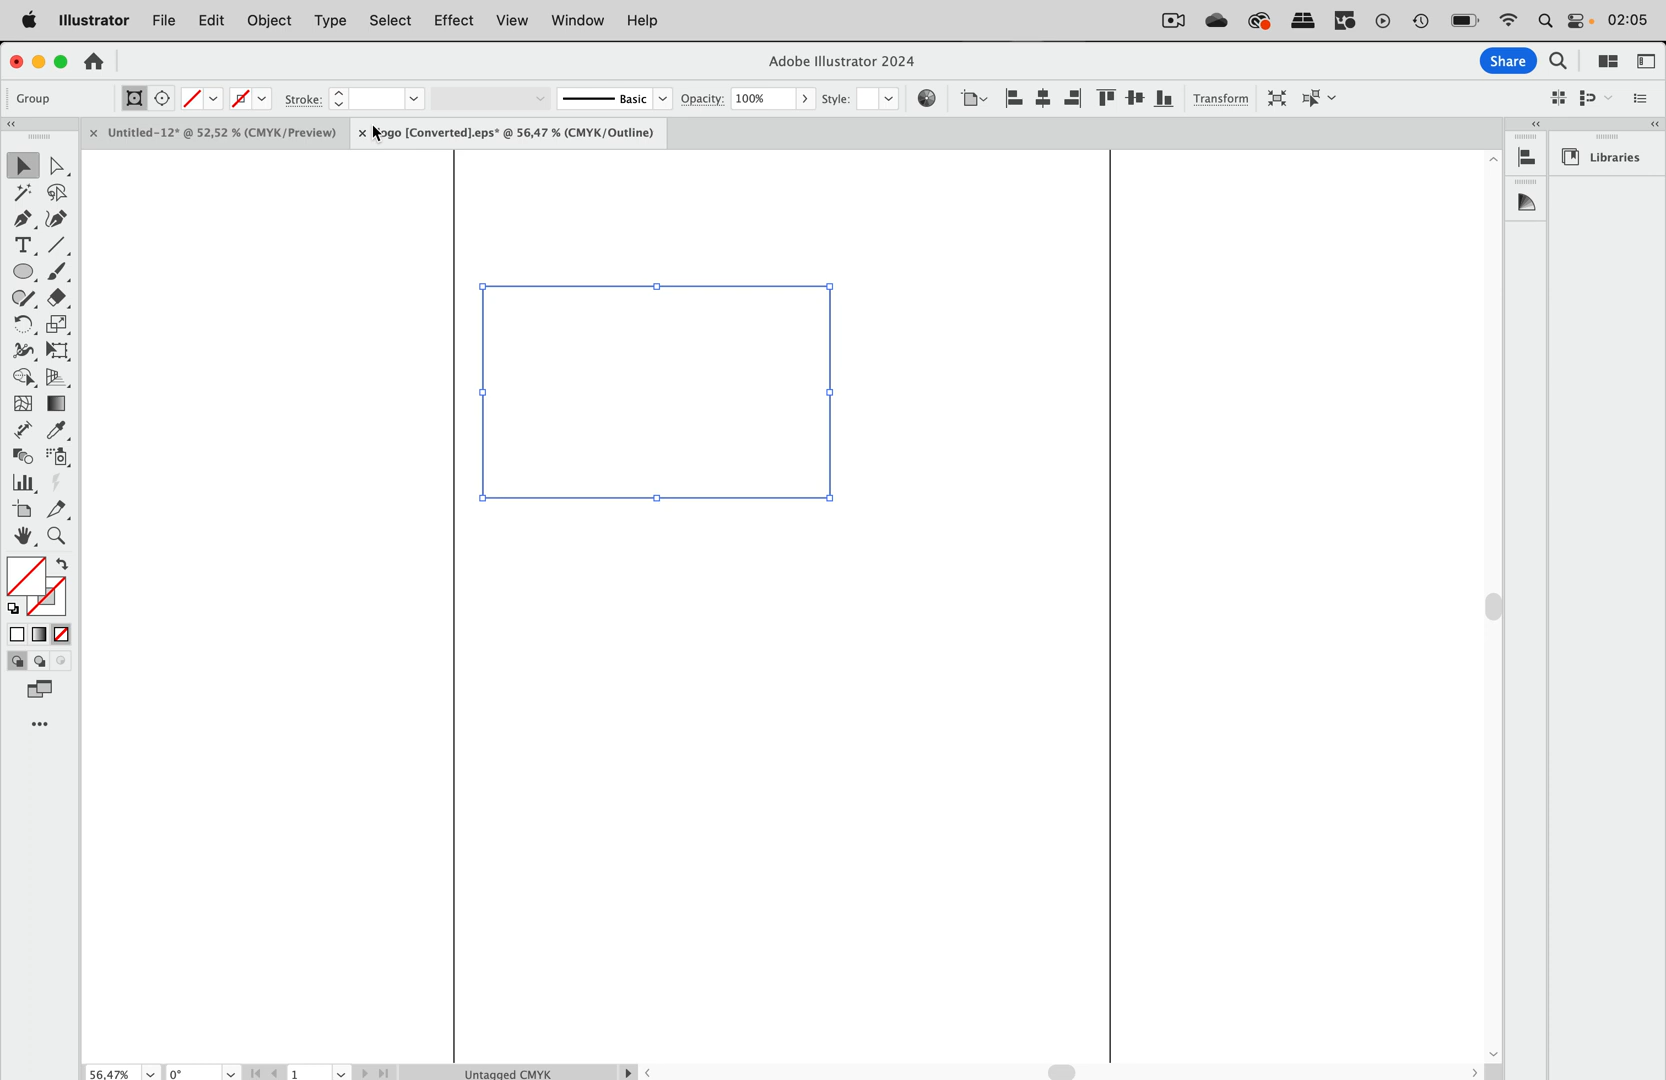 Illustrator File Edit Object Type Select Effect View Window Help 02:05
Adobe Illustrator 2024 Share
Group Stroke: Basic Opacity: 100% Style: Transform
Untitled-12* @ 52,52 % (CMYK/Preview) ogo [Converted].eps* @ 56,47 % (CMYK/Outline)
Libraries
56,47% 0° 1 Untagged CMYK